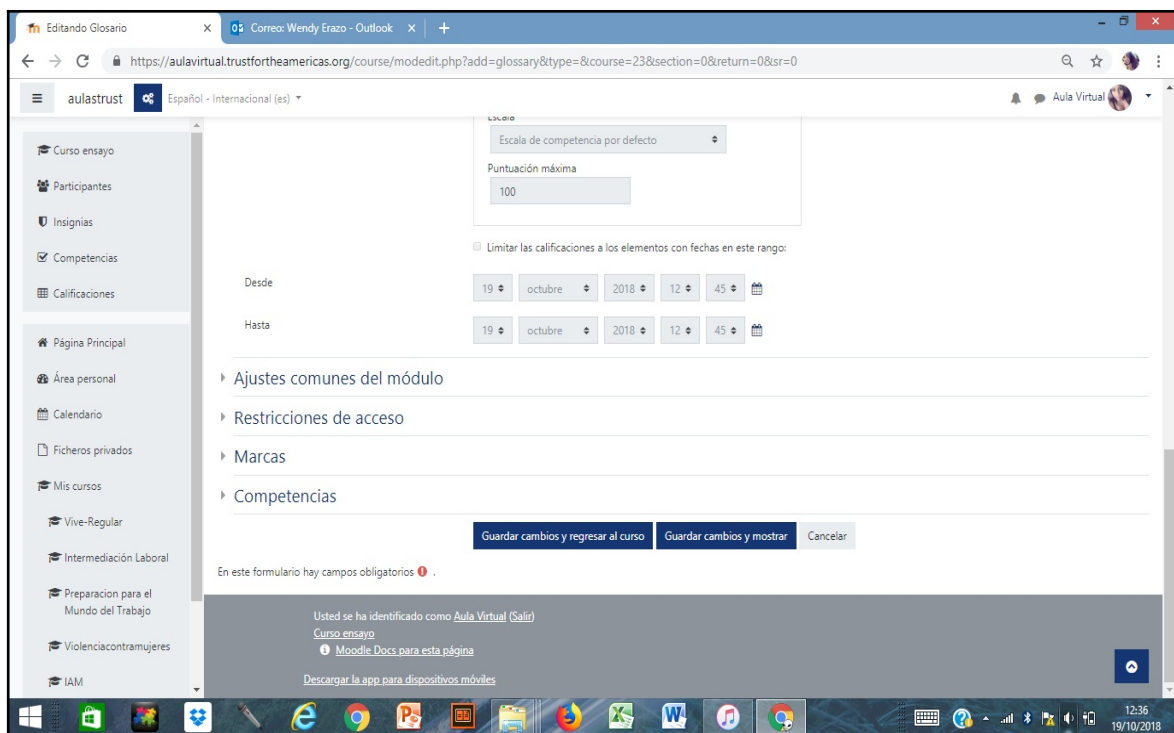 Editando Glosario
Correo: Wendy Erazo - Outlook
https://aulavirtual.trustfortheamericas.org/course/modedit.php?add=glossary&type=&course=23&section=0&return=0&sr=0
aulastrust Español - Internacional (es) Aula Virtual
Curso ensayo
Participantes
Insignias
Competencias
Calificaciones
Página Principal
Área personal
Calendario
Ficheros privados
Mis cursos
Vive-Regular
Intermediación Laboral
Preparacion para el
Mundo del Trabajo
Violenciacontramujeres
IAM
Escala
Escala de competencia por defecto
Puntuación máxima
100
Limitar las calificaciones a los elementos con fechas en este rango:
Desde 19 octubre 2018 12 45
Hasta 19 octubre 2018 12 45
Ajustes comunes del módulo
Restricciones de acceso
Marcas
Competencias
Guardar cambios y regresar al curso Guardar cambios y mostrar Cancelar
En este formulario hay campos obligatorios .
Usted se ha identificado como Aula Virtual (Salir)
Curso ensayo
Moodle Docs para esta página
Descargar la app para dispositivos móviles
12:36
19/10/2018